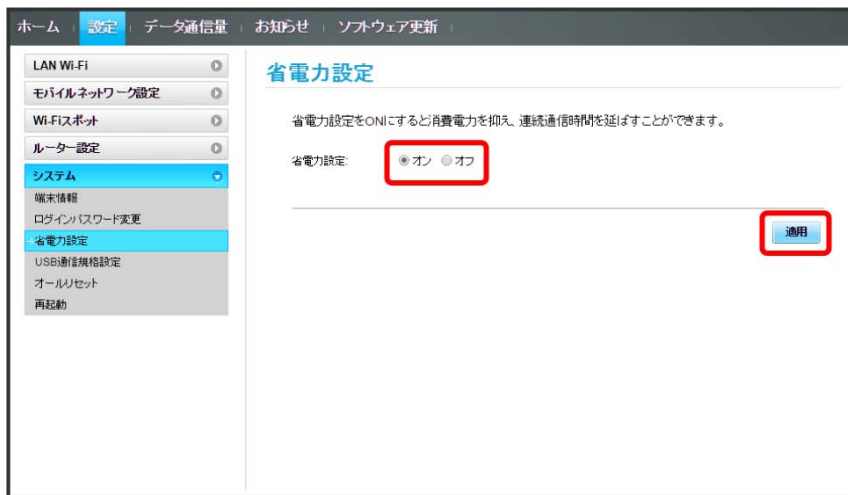 ホーム 設定 データ通信量 お知らせ ソフトウェア更新
LAN Wi-Fi
モバイルネットワーク設定
Wi-Fiスポット
ルーター設定
システム
端末情報
ログインパスワード変更
省電力設定
USB通信規格設定
オールリセット
再起動
省電力設定
省電力設定をONにすると消費電力を抑え、連続通信時間を延ばすことができます。
省電力設定: オン オフ
適用